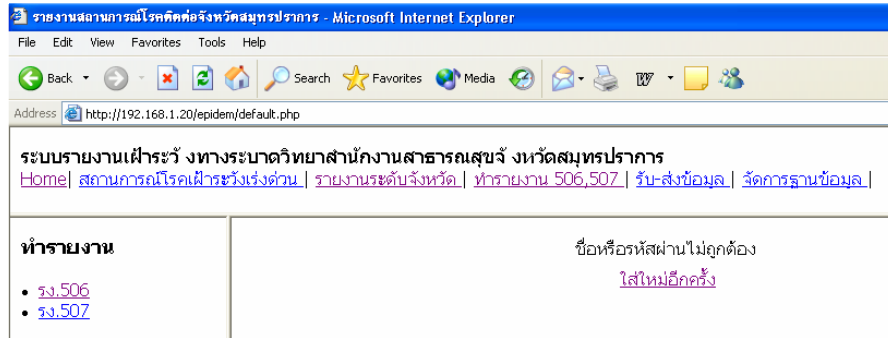 รายงานสถานการณ์โรคติดต่อจังหวัดสมุทรปราการ - Microsoft Internet Explorer
File Edit View Favorites Tools Help
Back Search Favorites Media W
Address http://192.168.1.20/epidem/default.php
ระบบรายงานเฝ้าระวั งทางระบาดวิทยาสำนักงานสาธารณสุขจั งหวัดสมุทรปราการ
Home| สถานการณ์โรคเฝ้าระวังเร่งด่วน | รายงานระดับจังหวัด | ทำรายงาน 506,507 | รับ-ส่งข้อมูล | จัดการฐานข้อมูล |
ทำรายงาน
• รง.506
• รง.507
ชื่อหรือรหัสผ่านไม่ถูกต้อง
ใส่ใหม่อีกครั้ง